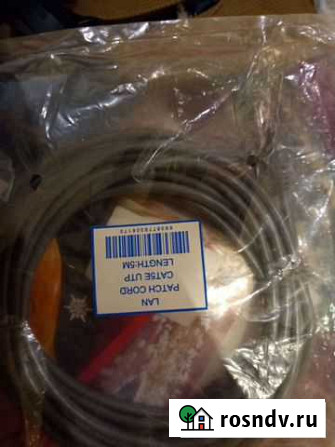 LAN
PATCH CORD
CAT5E UTP
LENGTH:5M
rosndv.ru